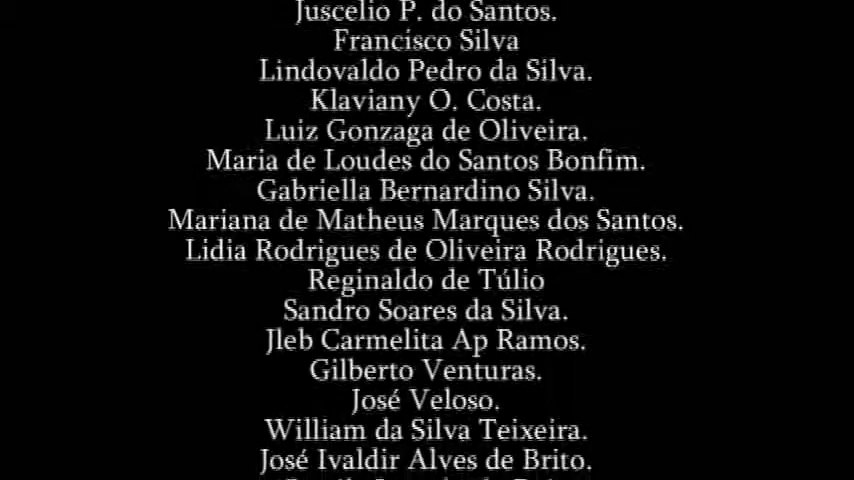 Juscelio P. do Santos.
Francisco Silva
Lindovaldo Pedro da Silva.
Klaviany O. Costa.
Luiz Gonzaga de Oliveira.
Maria de Loudes do Santos Bonfim.
Gabriella Bernardino Silva.
Mariana de Matheus Marques dos Santos.
Lidia Rodrigues de Oliveira Rodrigues.
Reginaldo de Túlio
Sandro Soares da Silva.
Jleb Carmelita Ap Ramos.
Gilberto Venturas.
José Veloso.
William da Silva Teixeira.
José Ivaldir Alves de Brito.